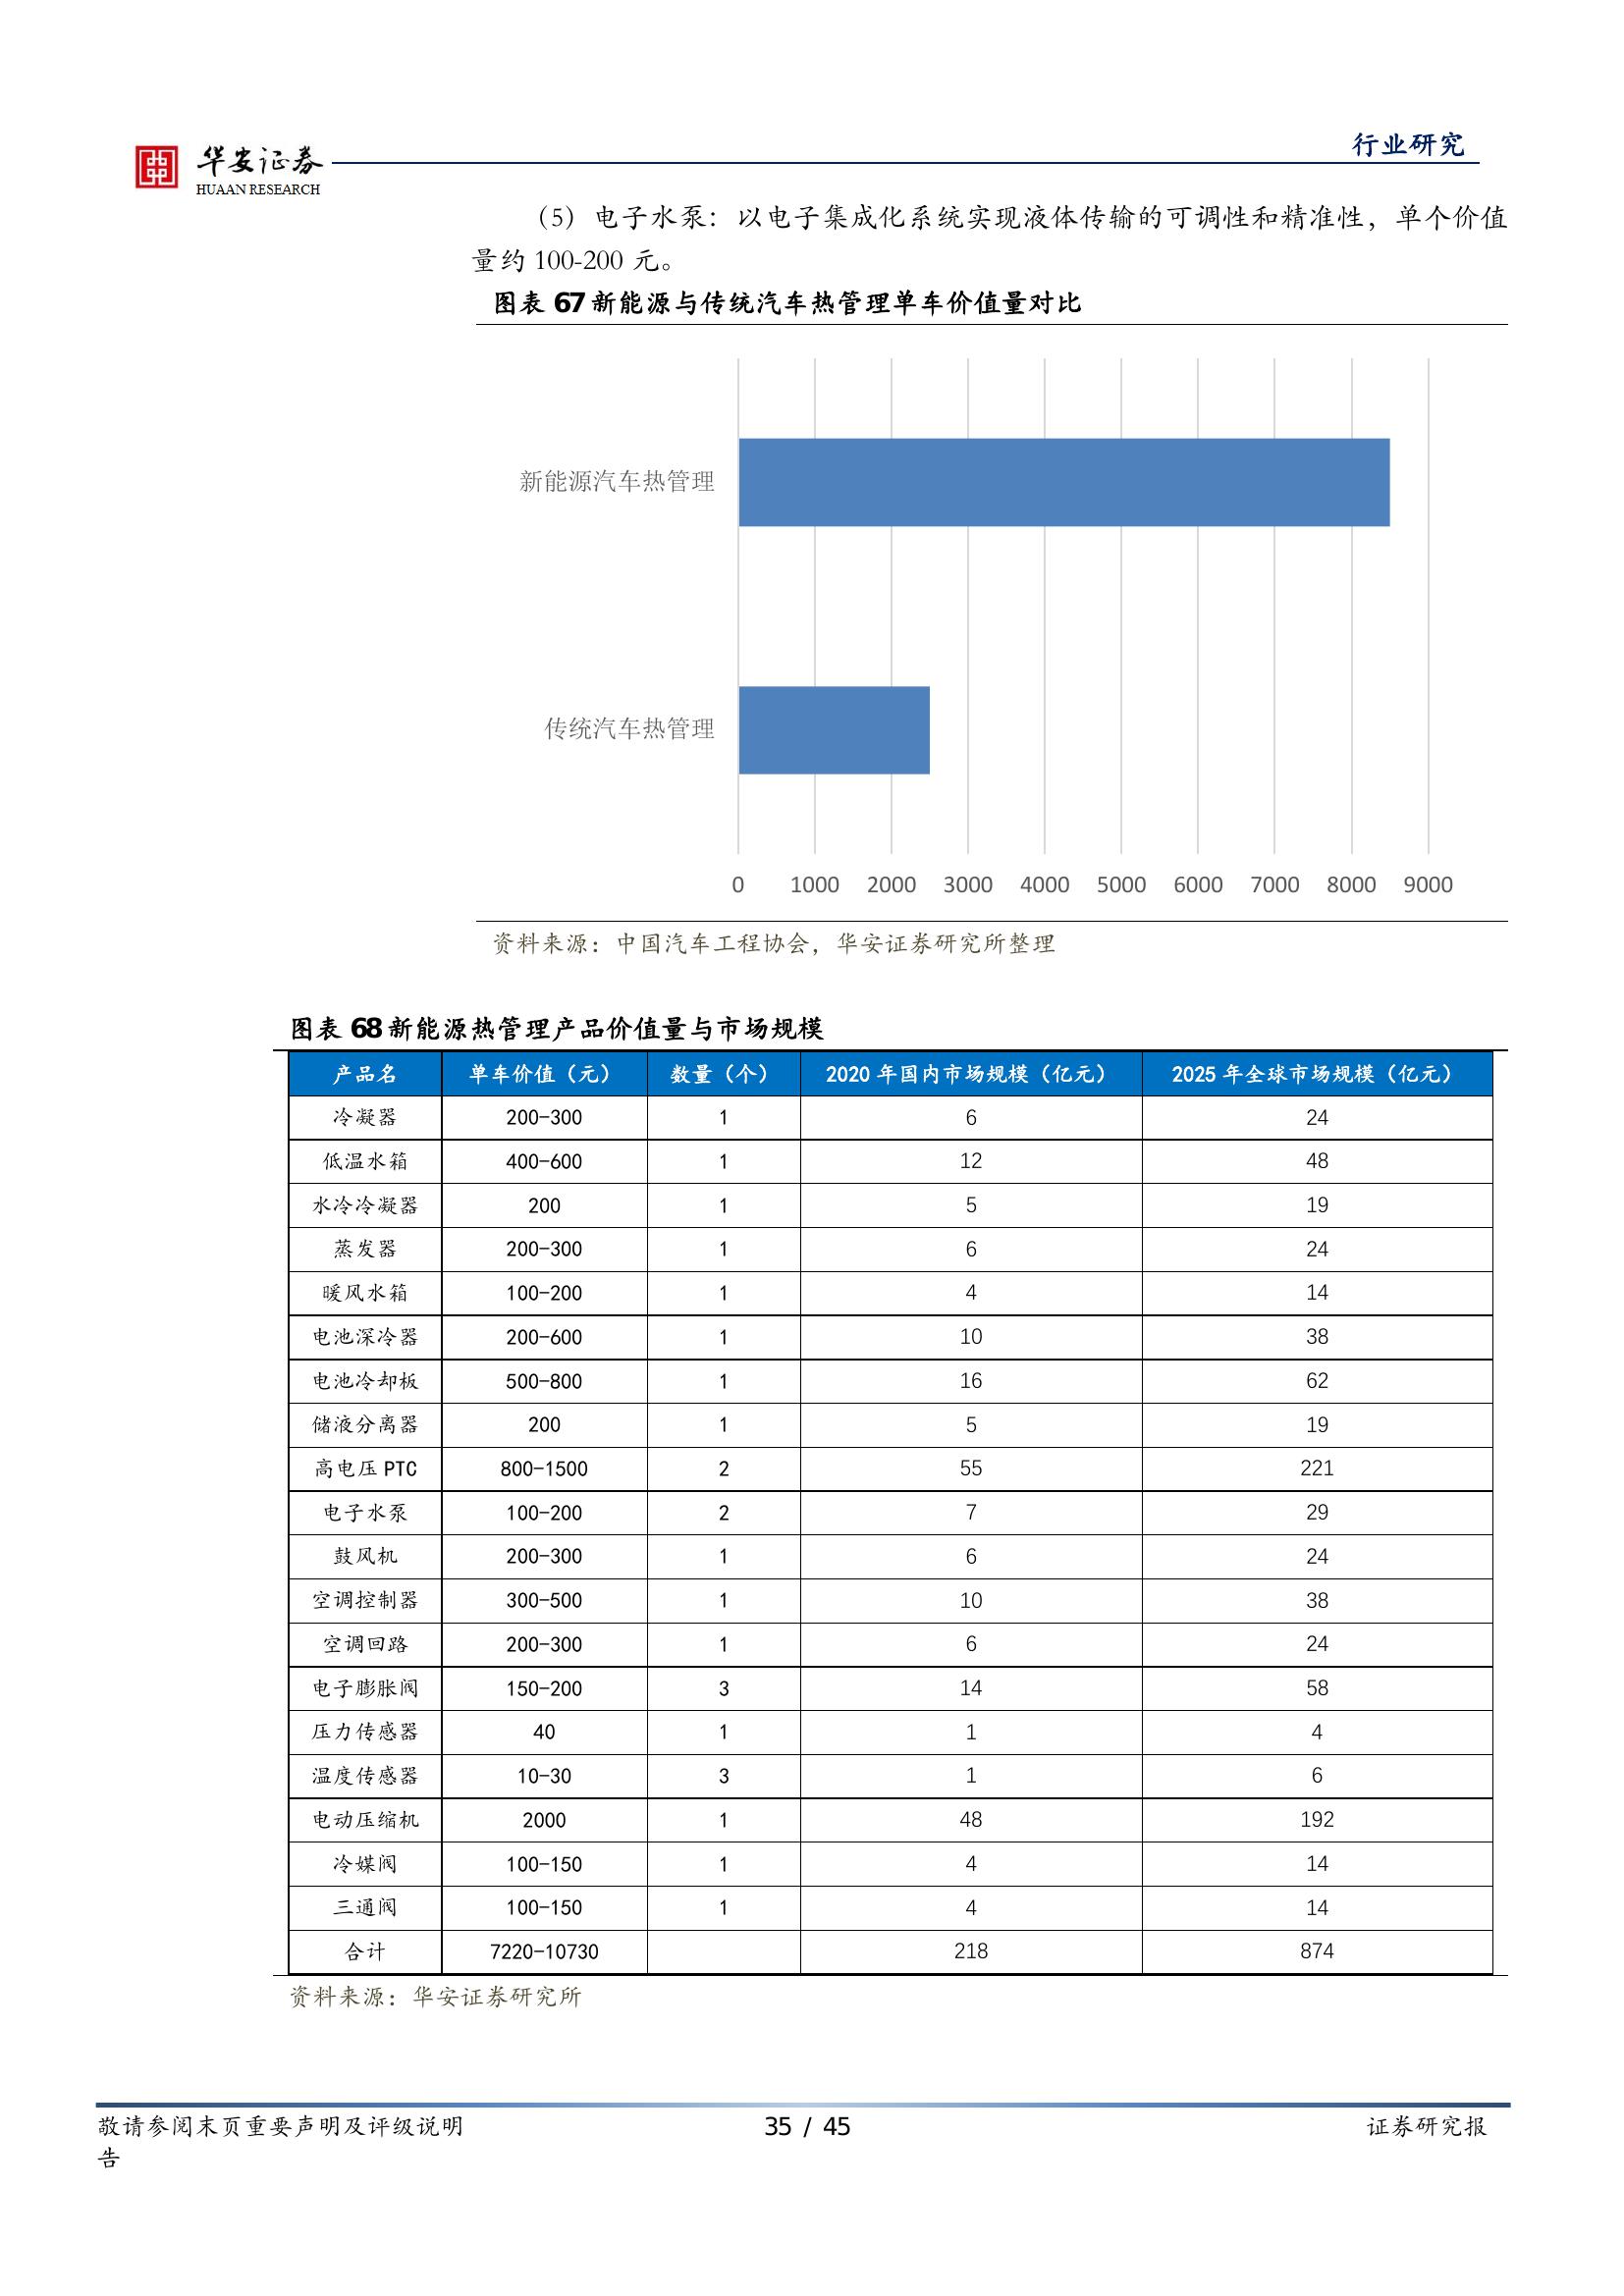 华安证券
HUAAN RESEARCH
行业研究
（5）电子水泵：以电子集成化系统实现液体传输的可调性和精准性，单个价值
量约 100-200 元。
图表 67 新能源与传统汽车热管理单车价值量对比
新能源汽车热管理
传统汽车热管理
0 1000 2000 3000 4000 5000 6000 7000 8000 9000
资料来源：中国汽车工程协会，华安证券研究所整理
图表 68 新能源热管理产品价值量与市场规模
产品名 单车价值（元） 数量（个） 2020 年国内市场规模（亿元） 2025 年全球市场规模（亿元）
冷凝器 200-300 1 6 24
低温水箱 400-600 1 12 48
水冷冷凝器 200 1 5 19
蒸发器 200-300 1 6 24
暖风水箱 100-200 1 4 14
电池深冷器 200-600 1 10 38
电池冷却板 500-800 1 16 62
储液分离器 200 1 5 19
高电压 PTC 800-1500 2 55 221
电子水泵 100-200 2 7 29
鼓风机 200-300 1 6 24
空调控制器 300-500 1 10 38
空调回路 200-300 1 6 24
电子膨胀阀 150-200 3 14 58
压力传感器 40 1 1 4
温度传感器 10-30 3 1 6
电动压缩机 2000 1 48 192
冷媒阀 100-150 1 4 14
三通阀 100-150 1 4 14
合计 7220-10730 218 874
资料来源：华安证券研究所
敬请参阅末页重要声明及评级说明 35 / 45 证券研究报
告